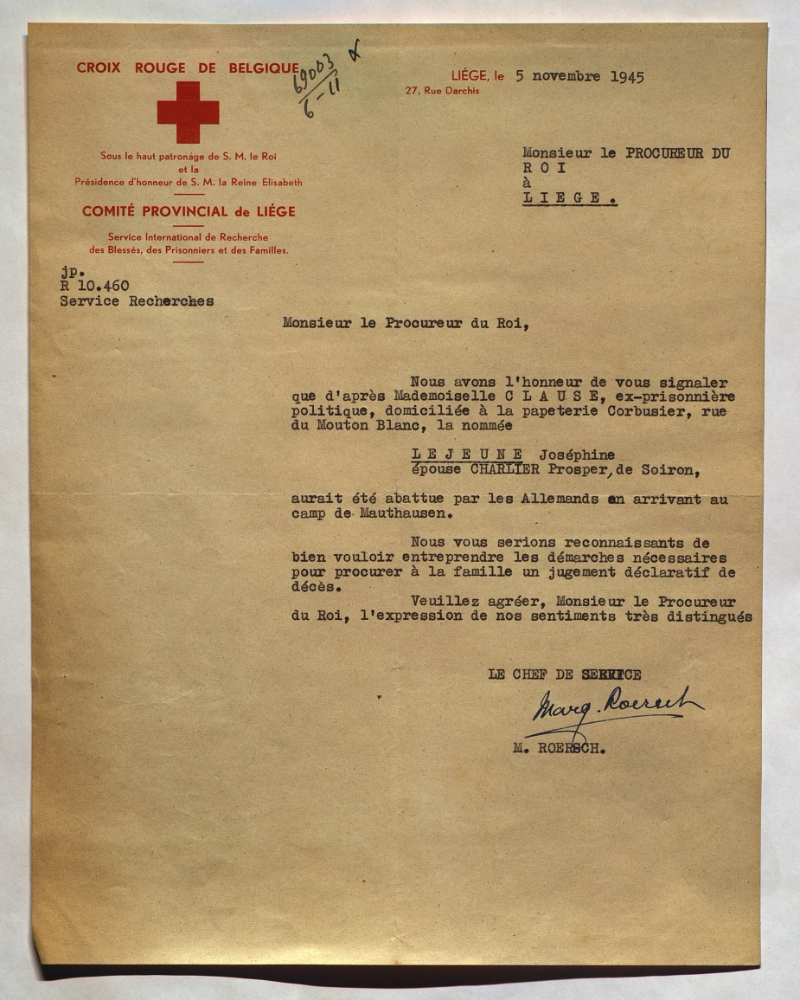 CROIX ROUGE DE BELGIQUE
69003
6-11
Sous le haut patronage de S. M. le Roi
et la
Présidence d'honneur de S. M. la Reine Elisabeth
COMITÉ PROVINCIAL de LIÉGE
Service International de Recherche
des Blessés, des Prisonniers et des Familles.
LIÉGE, le 5 novembre 1945
27, Rue Darchis
Monsieur le PROCUREUR DU
R O I
à
L I E G E .
jp.
R 10.460
Service Recherches
Monsieur le Procureur du Roi,
Nous avons l'honneur de vous signaler
que d'après Mademoiselle C L A U S E, ex-prisonnière
politique, domiciliée à la papeterie Corbusier, rue
du Mouton Blanc, la nommée
L E J E U N E Joséphine
épouse CHARLIER Prosper, de Soiron,
aurait été abattue par les Allemands en arrivant au
camp de Mauthausen.
Nous vous serions reconnaissants de
bien vouloir entreprendre les démarches nécessaires
pour procurer à la famille un jugement déclaratif de
décès.
Veuillez agréer, Monsieur le Procureur
du Roi, l'expression de nos sentiments très distingués
LE CHEF DE SERVICE
Marg. Roersch
M. ROERSCH.